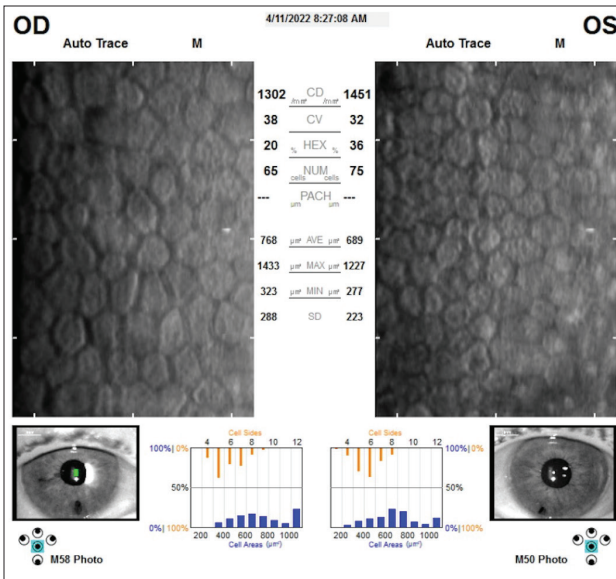 OD 4/11/2022 8:27:08 AM OS
Auto Trace M Auto Trace M
1302 /mm² CD /mm² 1451
38 CV 32
20 % HEX % 36
65 cells NUM cells 75
--- µm PACH µm ---
768 µm² AVE µm² 689
1433 µm² MAX µm² 1227
323 µm² MIN µm² 277
288 SD 223
Cell Sides Cell Sides
100%|0% 4 6 8 10 12 4 6 8 10 12 100%|0%
50% 50%
0%|100% 0%|100%
200 400 600 800 1000 200 400 600 800 1000
Cell Areas (µm²) Cell Areas (µm²)
M58 Photo M50 Photo